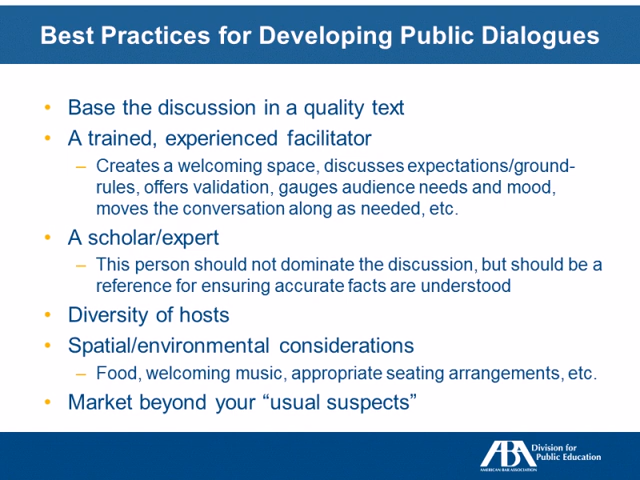 Best Practices for Developing Public Dialogues
• Base the discussion in a quality text
• A trained, experienced facilitator
– Creates a welcoming space, discusses expectations/ground-
rules, offers validation, gauges audience needs and mood,
moves the conversation along as needed, etc.
• A scholar/expert
– This person should not dominate the discussion, but should be a
reference for ensuring accurate facts are understood
• Diversity of hosts
• Spatial/environmental considerations
– Food, welcoming music, appropriate seating arrangements, etc.
• Market beyond your “usual suspects”
ABA
AMERICAN BAR ASSOCIATION
Division for
Public Education